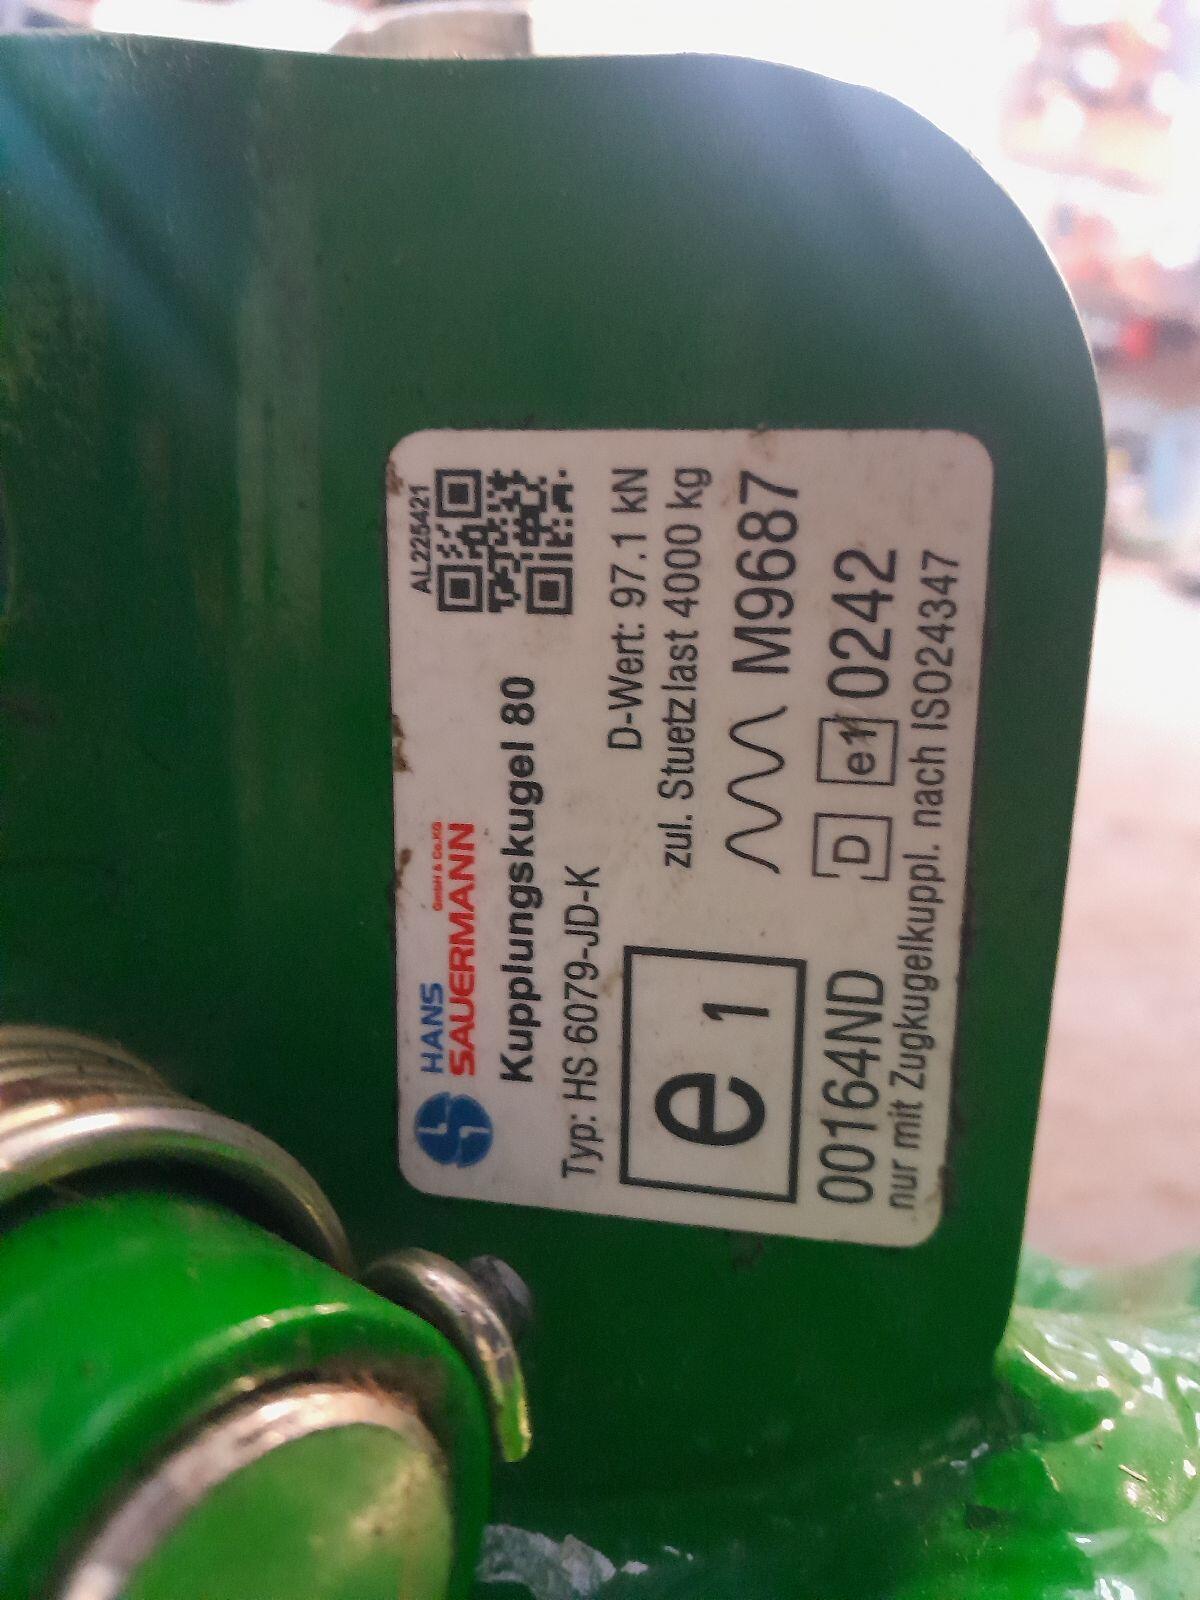 AL225421
HANS
SAUERMANN
GmbH & Co.KG
Kupplungskugel 80
Typ: HS 6079-JD-K
D-Wert: 97.1 kN
zul. Stuetzlast 4000 kg
e1
M9687
00164ND
D e1 0242
nur mit Zugkugelkuppl. nach ISO24347